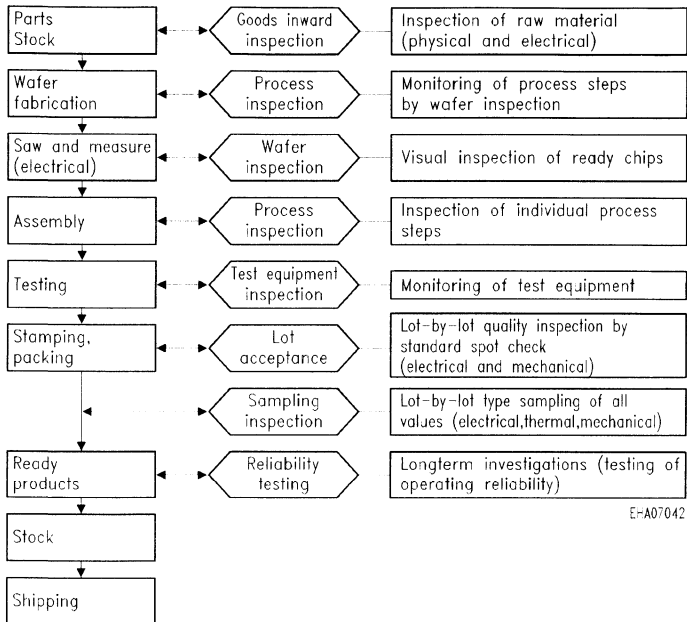 Parts
Stock
Goods inward
inspection
Inspection of raw material
(physical and electrical)
Wafer
fabrication
Process
inspection
Monitoring of process steps
by wafer inspection
Saw and measure
(electrical)
Wafer
inspection
Visual inspection of ready chips
Assembly
Process
inspection
Inspection of individual process
steps
Testing
Test equipment
inspection
Monitoring of test equipment
Stamping,
packing
Lot
acceptance
Lot-by-lot quality inspection by
standard spot check
(electrical and mechanical)
Sampling
inspection
Lot-by-lot type sampling of all
values (electrical,thermal,mechanical)
Ready
products
Reliability
testing
Longterm investigations (testing of
operating reliability)
EHA07042
Stock
Shipping